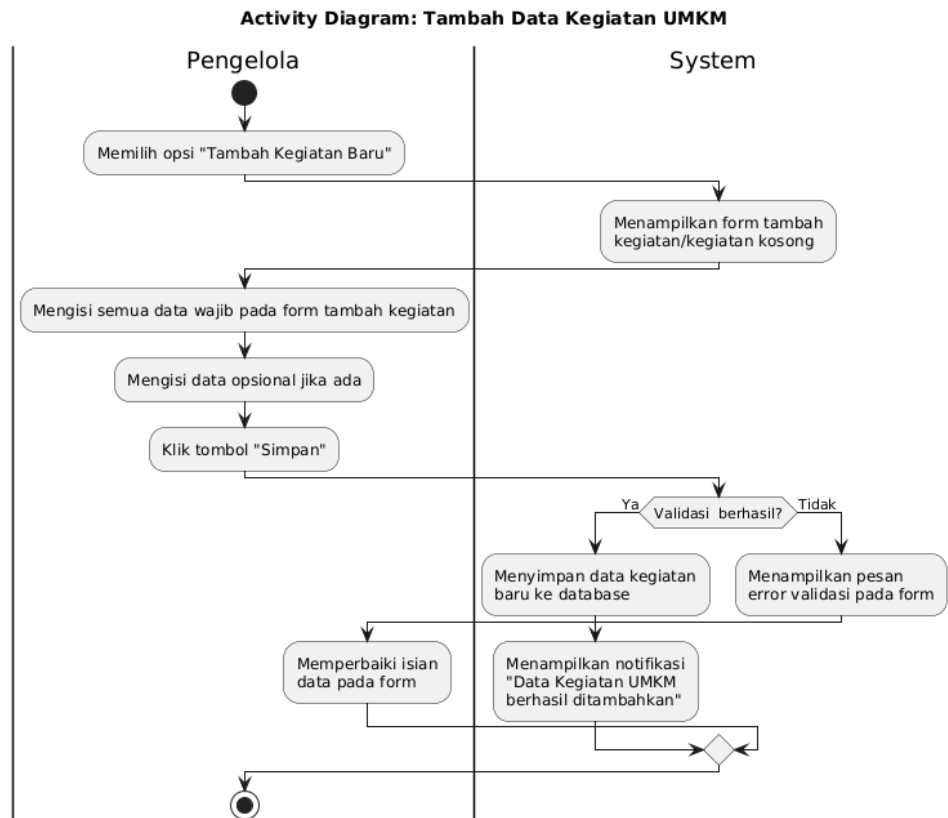 Activity Diagram: Tambah Data Kegiatan UMKM
Pengelola
System
Memilih opsi "Tambah Kegiatan Baru"
Menampilkan form tambah
kegiatan/kegiatan kosong
Mengisi semua data wajib pada form tambah kegiatan
Mengisi data opsional jika ada
Klik tombol "Simpan"
Ya
Validasi  berhasil?
Tidak
Menyimpan data kegiatan
baru ke database
Menampilkan pesan
error validasi pada form
Memperbaiki isian
data pada form
Menampilkan notifikasi
"Data Kegiatan UMKM
berhasil ditambahkan"